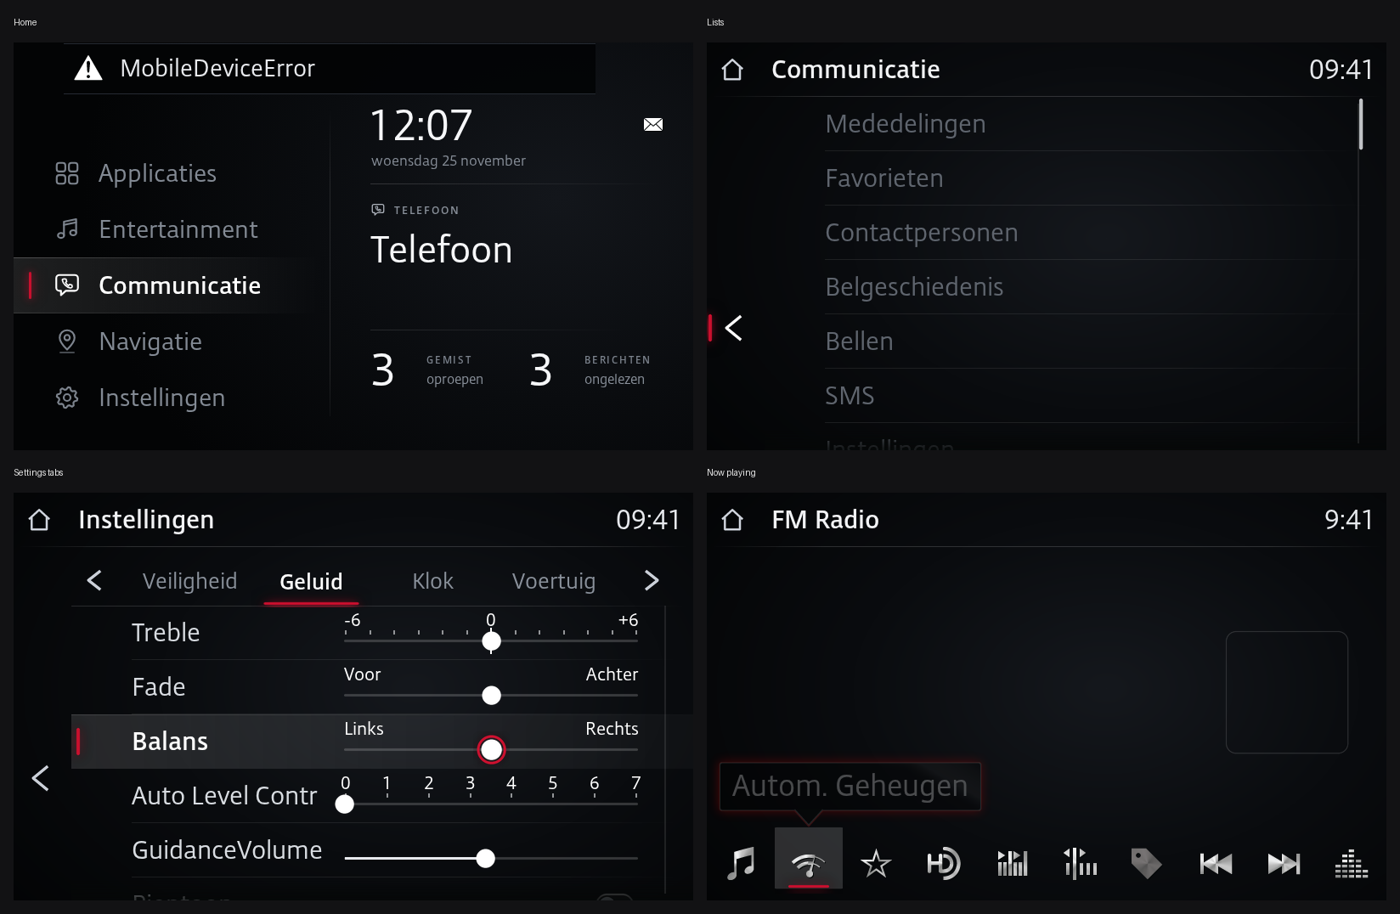 Home
MobileDeviceError
12:07
woensdag 25 november
Applicaties
Entertainment
Communicatie
Navigatie
Instellingen
TELEFOON
Telefoon
3 GEMIST oproepen
3 BERICHTEN ongelezen
Lists
Communicatie 09:41
Mededelingen
Favorieten
Contactpersonen
Belgeschiedenis
Bellen
SMS
Instellingen
Settings tabs
Instellingen 09:41
Veiligheid Geluid Klok Voertuig
Treble -6 0 +6
Fade Voor Achter
Balans Links Rechts
Auto Level Contr 0 1 2 3 4 5 6 7
GuidanceVolume
Now playing
FM Radio 9:41
Autom. Geheugen
HD